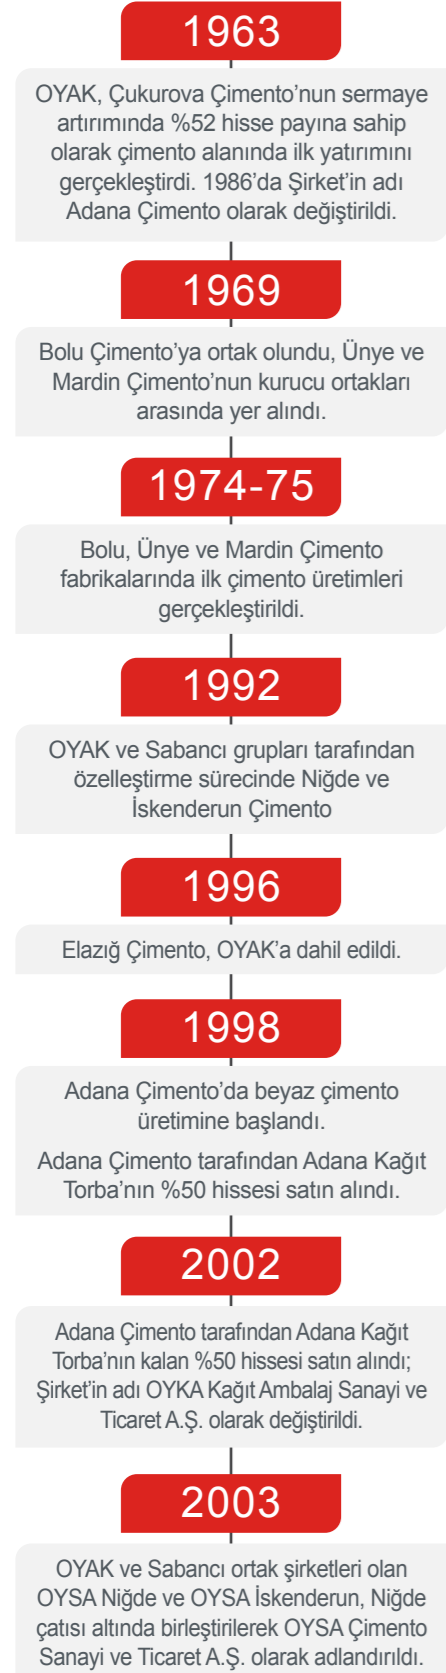 1963
OYAK, Çukurova Çimento’nun sermaye
artırımında %52 hisse payına sahip
olarak çimento alanında ilk yatırımını
gerçekleştirdi. 1986’da Şirket’in adı
Adana Çimento olarak değiştirildi.
1969
Bolu Çimento’ya ortak olundu, Ünye ve
Mardin Çimento’nun kurucu ortakları
arasında yer alındı.
1974-75
Bolu, Ünye ve Mardin Çimento
fabrikalarında ilk çimento üretimleri
gerçekleştirildi.
1992
OYAK ve Sabancı grupları tarafından
özelleştirme sürecinde Niğde ve
İskenderun Çimento
1996
Elazığ Çimento, OYAK’a dahil edildi.
1998
Adana Çimento’da beyaz çimento
üretimine başlandı.
Adana Çimento tarafından Adana Kağıt
Torba’nın %50 hissesi satın alındı.
2002
Adana Çimento tarafından Adana Kağıt
Torba’nın kalan %50 hissesi satın alındı;
Şirket’in adı OYKA Kağıt Ambalaj Sanayi ve
Ticaret A.Ş. olarak değiştirildi.
2003
OYAK ve Sabancı ortak şirketleri olan
OYSA Niğde ve OYSA İskenderun, Niğde
çatısı altında birleştirilerek OYSA Çimento
Sanayi ve Ticaret A.Ş. olarak adlandırıldı.